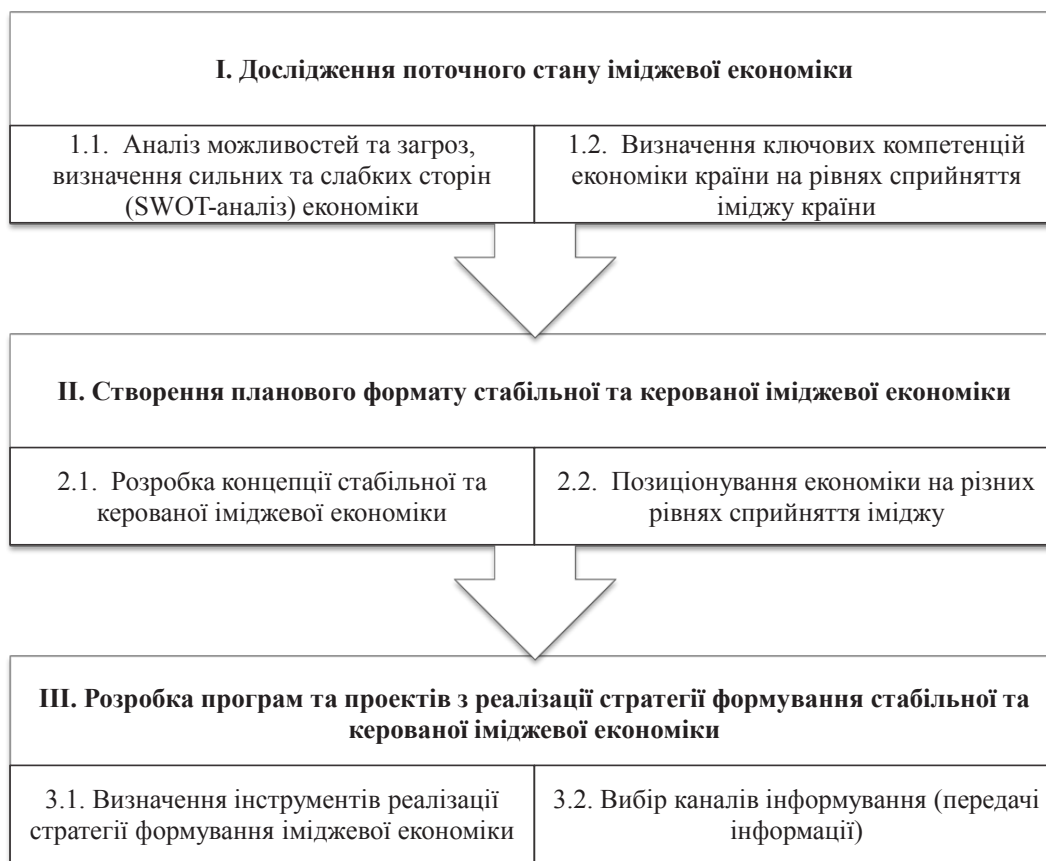 I. Дослідження поточного стану іміджевої економіки
1.1. Аналіз можливостей та загроз,
визначення сильних та слабких сторін
(SWOT-аналіз) економіки
1.2. Визначення ключових компетенцій
економіки країни на рівнях сприйняття
іміджу країни
II. Створення планового формату стабільної та керованої іміджевої економіки
2.1. Розробка концепції стабільної та
керованої іміджевої економіки
2.2. Позиціонування економіки на різних
рівнях сприйняття іміджу
III. Розробка програм та проектів з реалізації стратегії формування стабільної та
керованої іміджевої економіки
3.1. Визначення інструментів реалізації
стратегії формування іміджевої економіки
3.2. Вибір каналів інформування (передачі
інформації)